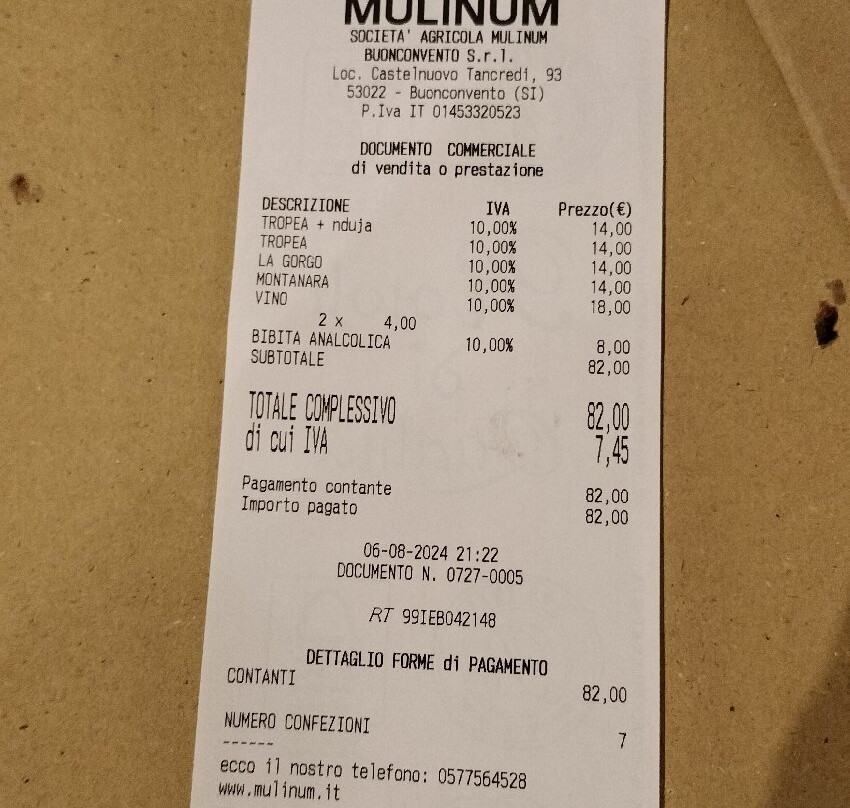 MULINUM
SOCIETA' AGRICOLA MULINUM
BUONCONVENTO S.r.l.
Loc. Castelnuovo Tancredi, 93
53022 - Buonconvento (SI)
P.Iva IT 01453320523
DOCUMENTO COMMERCIALE
di vendita o prestazione
DESCRIZIONE IVA Prezzo(€)
TROPEA + nduja 10,00% 14,00
TROPEA 10,00% 14,00
LA GORGO 10,00% 14,00
MONTANARA 10,00% 14,00
VINO 10,00% 18,00
2 x 4,00
BIBITA ANALCOLICA 10,00% 8,00
SUBTOTALE 82,00
TOTALE COMPLESSIVO 82,00
di cui IVA 7,45
Pagamento contante 82,00
Importo pagato 82,00
06-08-2024 21:22
DOCUMENTO N. 0727-0005
RT 99IEB042148
DETTAGLIO FORME di PAGAMENTO
CONTANTI 82,00
NUMERO CONFEZIONI 7
------
ecco il nostro telefono: 0577564528
www.mulinum.it